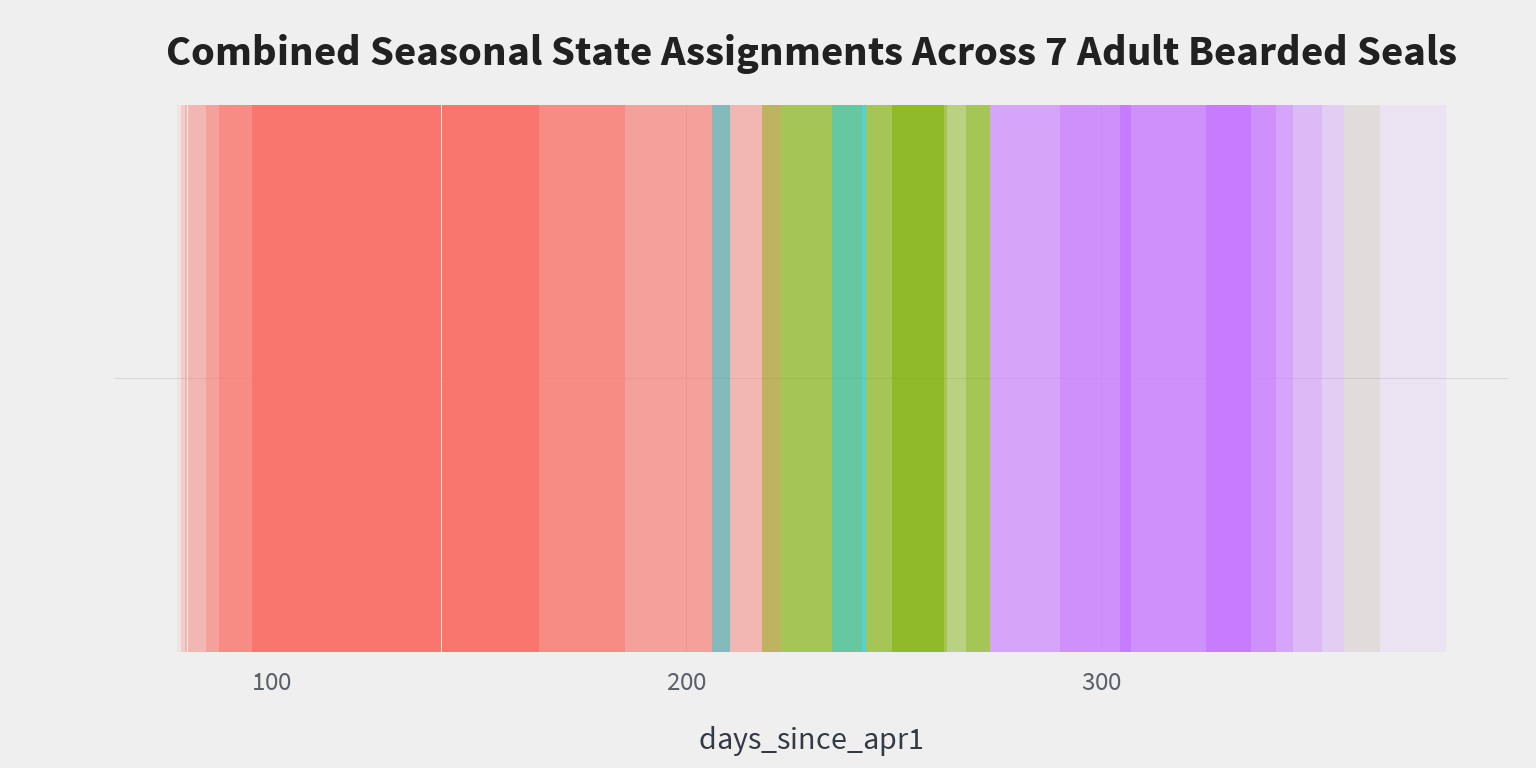 Combined Seasonal State Assignments Across 7 Adult Bearded Seals
100 200 300
days_since_apr1